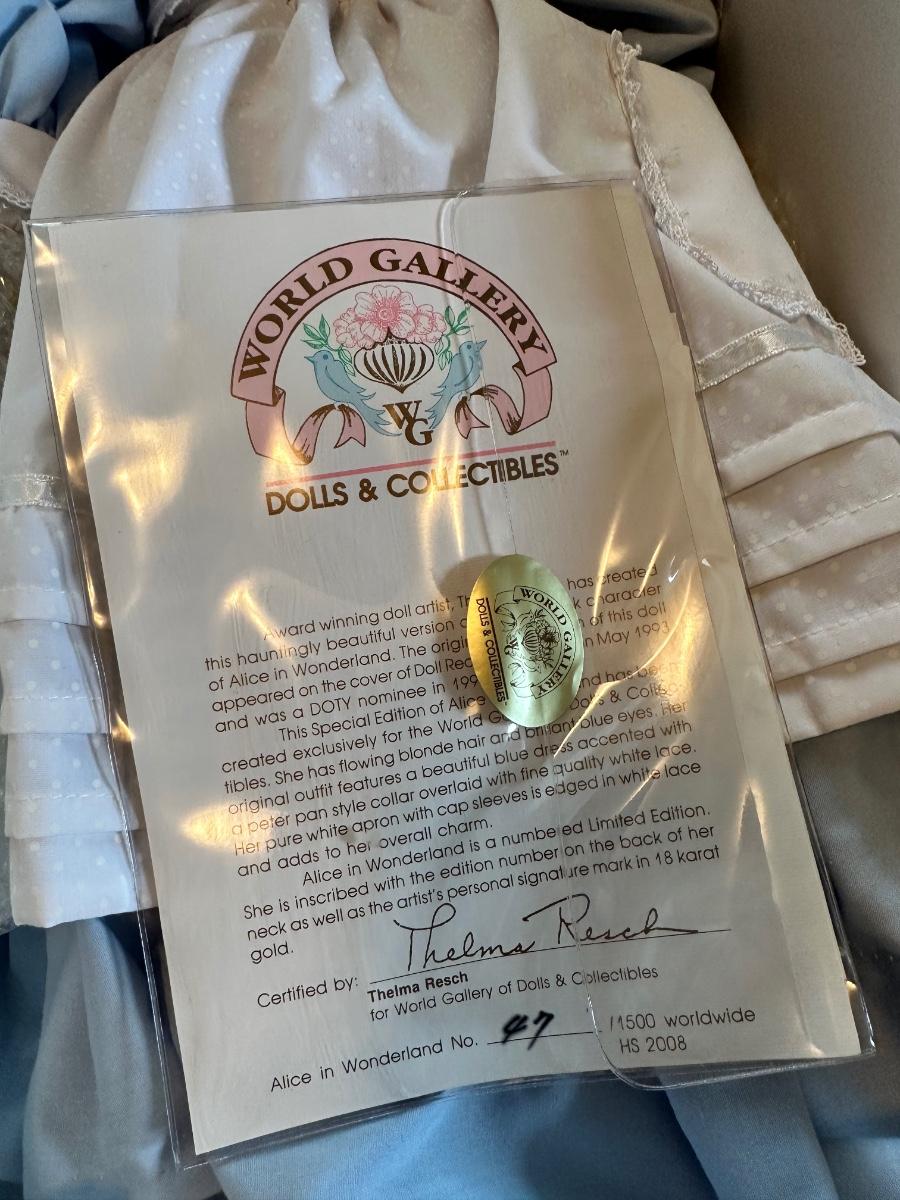 WORLD GALLERY
WG
DOLLS & COLLECTIBLES™
Award winning doll artist, Th has created
this hauntingly beautiful version character
of Alice in Wonderland. The origi of this doll
appeared on the cover of Doll Rea n May 1993
and was a DOTY nominee in 199
This Special Edition of Alice nd has been
created exclusively for the World G Dolls & Collec-
tibles. She has flowing blonde hair and brilliant blue eyes. Her
original outfit features a beautiful blue dress accented with
a peter pan style collar overlaid with fine quality white lace.
Her pure white apron with cap sleeves is edged in white lace
and adds to her overall charm.
Alice in Wonderland is a numbered Limited Edition.
She is inscribed with the edition number on the back of her
neck as well as the artist's personal signature mark in 18 karat
gold.
WORLD GALLERY
DOLLS & COLLECTIBLES
Thelma Resch
Certified by:
Thelma Resch
for World Gallery of Dolls & Collectibles
Alice in Wonderland No. 47 /1500 worldwide
HS 2008